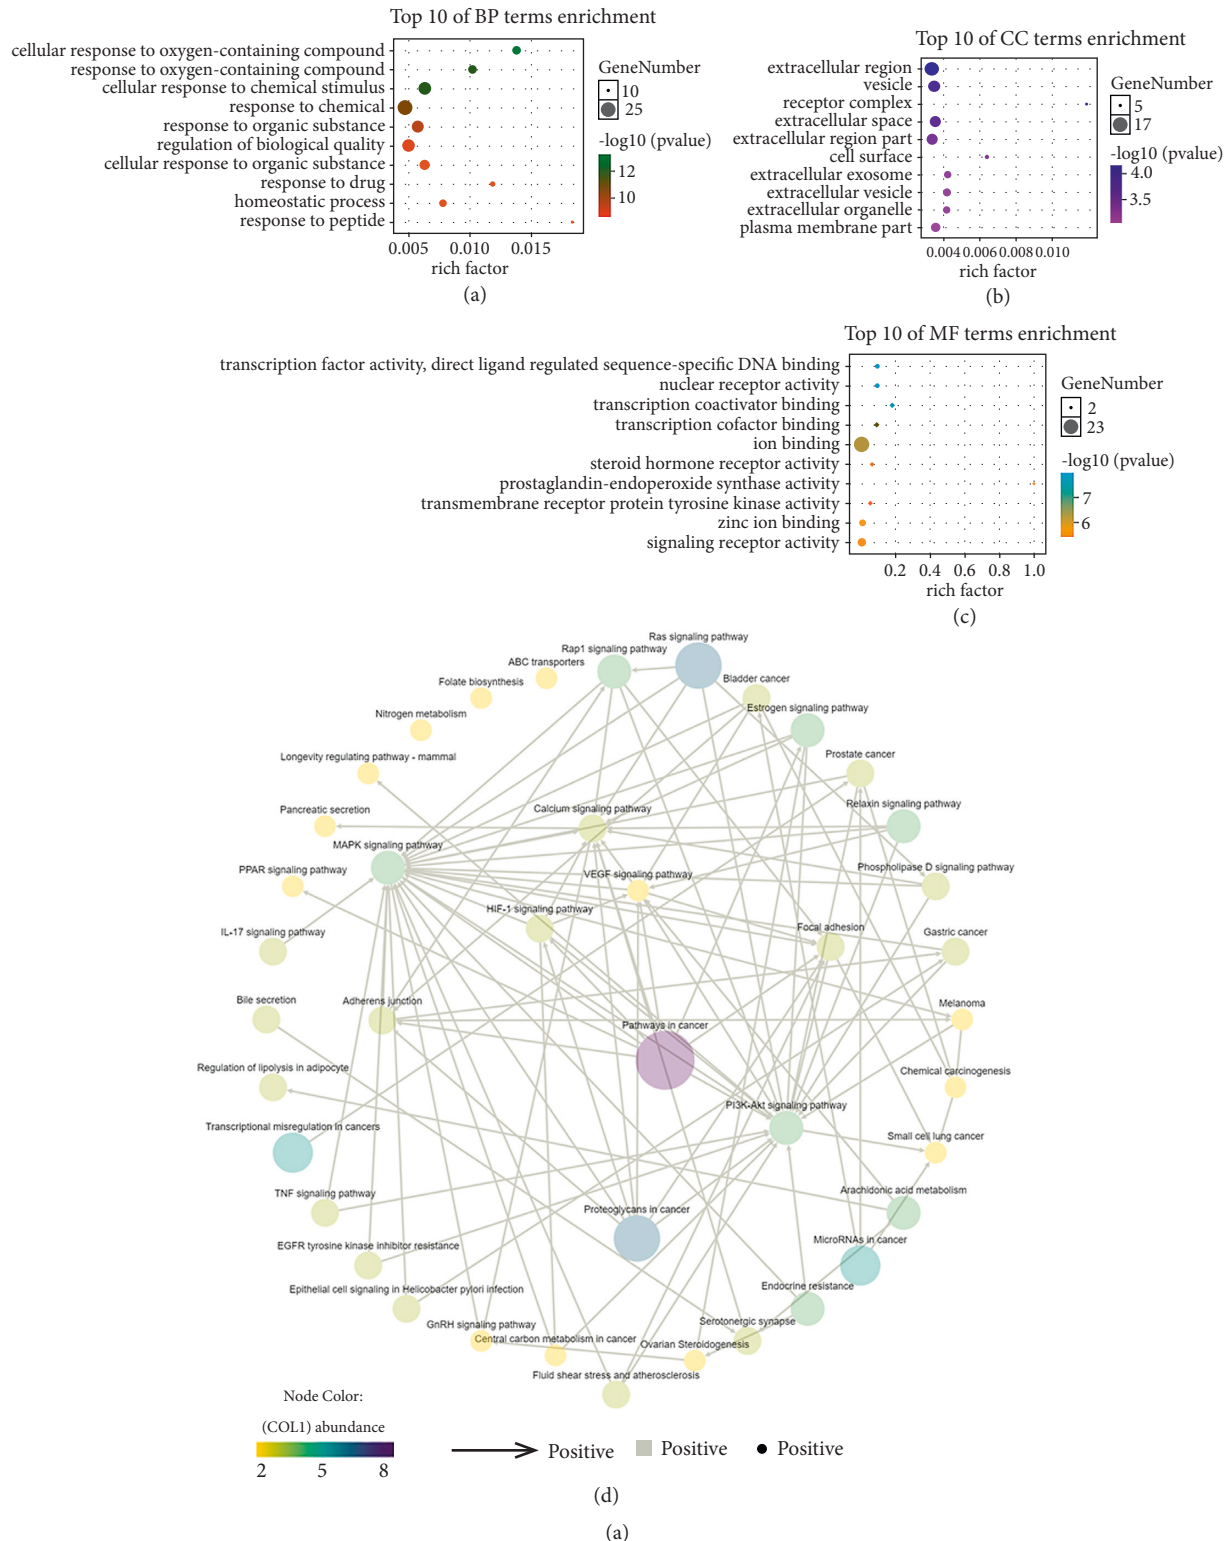 Top 10 of BP terms enrichment
cellular response to oxygen-containing compound
response to oxygen-containing compound
cellular response to chemical stimulus
response to chemical
response to organic substance
regulation of biological quality
cellular response to organic substance
response to drug
homeostatic process
response to peptide
0.005 0.010 0.015
rich factor
GeneNumber
10
25
-log10 (pvalue)
12
10
(a)
Top 10 of CC terms enrichment
extracellular region
vesicle
receptor complex
extracellular space
extracellular region part
cell surface
extracellular exosome
extracellular vesicle
extracellular organelle
plasma membrane part
0.004 0.006 0.008 0.010
rich factor
GeneNumber
5
17
-log10 (pvalue)
4.0
3.5
(b)
Top 10 of MF terms enrichment
transcription factor activity, direct ligand regulated sequence-specific DNA binding
nuclear receptor activity
transcription coactivator binding
transcription cofactor binding
ion binding
steroid hormone receptor activity
prostaglandin-endoperoxide synthase activity
transmembrane receptor protein tyrosine kinase activity
zinc ion binding
signaling receptor activity
0.2 0.4 0.6 0.8 1.0
rich factor
GeneNumber
2
23
-log10 (pvalue)
7
6
(c)
Ras signaling pathway
Rap1 signaling pathway
ABC transporters
Bladder cancer
Folate biosynthesis
Estrogen signaling pathway
Nitrogen metabolism
Prostate cancer
Longevity regulating pathway - mammal
Relaxin signaling pathway
Calcium signaling pathway
Pancreatic secretion
MAPK signaling pathway
Phospholipase D signaling pathway
PPAR signaling pathway
VEGF signaling pathway
HIF-1 signaling pathway
Focal adhesion
Gastric cancer
IL-17 signaling pathway
Bile secretion
Adherens junction
Melanoma
Pathways in cancer
Regulation of lipolysis in adipocyte
Chemical carcinogenesis
PI3K-Akt signaling pathway
Transcriptional misregulation in cancers
Small cell lung cancer
TNF signaling pathway
Arachidonic acid metabolism
Proteoglycans in cancer
MicroRNAs in cancer
EGFR tyrosine kinase inhibitor resistance
Epithelial cell signaling in Helicobacter pylori infection
Endocrine resistance
GnRH signaling pathway
Serotonergic synapse
Central carbon metabolism in cancer
Ovarian Steroidogenesis
Fluid shear stress and atherosclerosis
Node Color:
(COL1) abundance
2 5 8
Positive
Positive
Positive
(d)
(a)